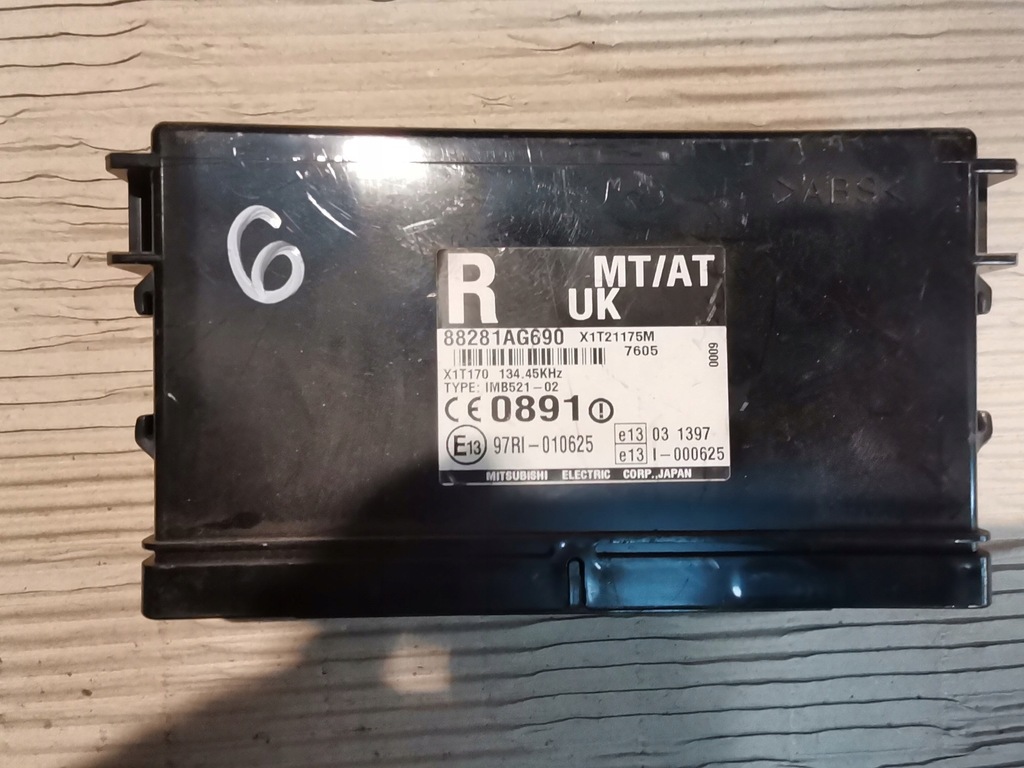 >ABS<
6
R MT/AT
UK
88281AG690 X1T21175M
7605
6000
X1T170 134.45KHz
TYPE: IMB521-02
CE 0891
E13 97RI-010625
e13 03 1397
e13 I-000625
MITSUBISHI ELECTRIC CORP.,JAPAN